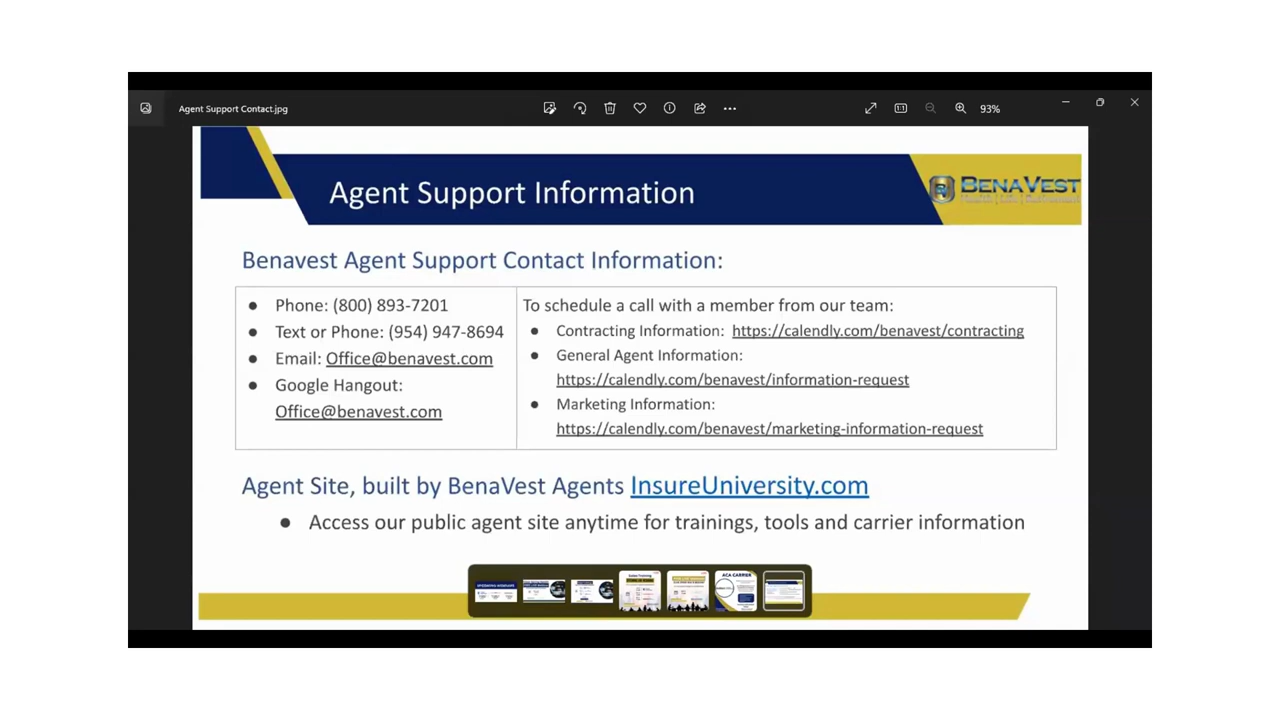 Agent Support Contact.jpg
93%
Agent Support Information
BENAVEST
Benavest Agent Support Contact Information:
● Phone: (800) 893-7201
● Text or Phone: (954) 947-8694
● Email: Office@benavest.com
● Google Hangout:
Office@benavest.com
To schedule a call with a member from our team:
● Contracting Information: https://calendly.com/benavest/contracting
● General Agent Information:
https://calendly.com/benavest/information-request
● Marketing Information:
https://calendly.com/benavest/marketing-information-request
Agent Site, built by BenaVest Agents InsureUniversity.com
● Access our public agent site anytime for trainings, tools and carrier information
ACA CARRIER